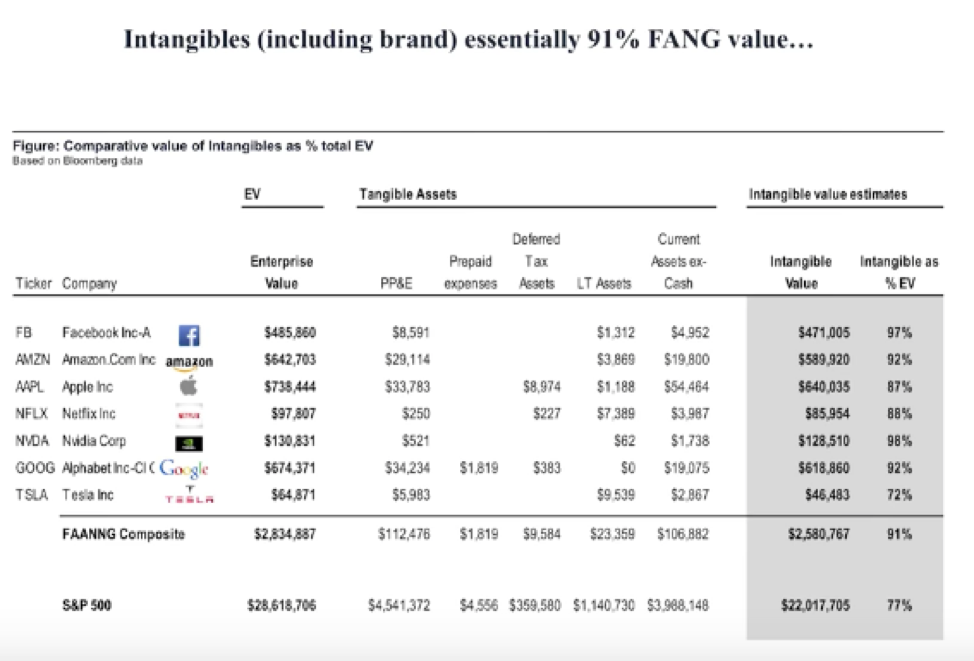 Intangibles (including brand) essentially 91% FANG value…
Figure: Comparative value of Intangibles as % total EV
Based on Bloomberg data
EV Tangible Assets Intangible value estimates
Deferred Current
Enterprise Prepaid Tax Assets ex- Intangible Intangible as
Ticker Company Value PP&E expenses Assets LT Assets Cash Value % EV
FB Facebook Inc-A f $485,860 $8,591 $1,312 $4,952 $471,005 97%
AMZN Amazon.Com Inc amazon $642,703 $29,114 $3,869 $19,800 $589,920 92%
AAPL Apple Inc $738,444 $33,783 $8,974 $1,188 $54,464 $640,035 87%
NFLX Netflix Inc NETFLIX $97,807 $250 $227 $7,389 $3,987 $85,954 88%
NVDA Nvidia Corp $130,831 $521 $62 $1,738 $128,510 98%
GOOG Alphabet Inc-Cl C Google $674,371 $34,234 $1,819 $383 $0 $19,075 $618,860 92%
TSLA Tesla Inc TESLA $64,871 $5,983 $9,539 $2,867 $46,483 72%
FAANNG Composite $2,834,887 $112,476 $1,819 $9,584 $23,359 $106,882 $2,580,767 91%
S&P 500 $28,618,706 $4,541,372 $4,556 $359,580 $1,140,730 $3,988,148 $22,017,705 77%